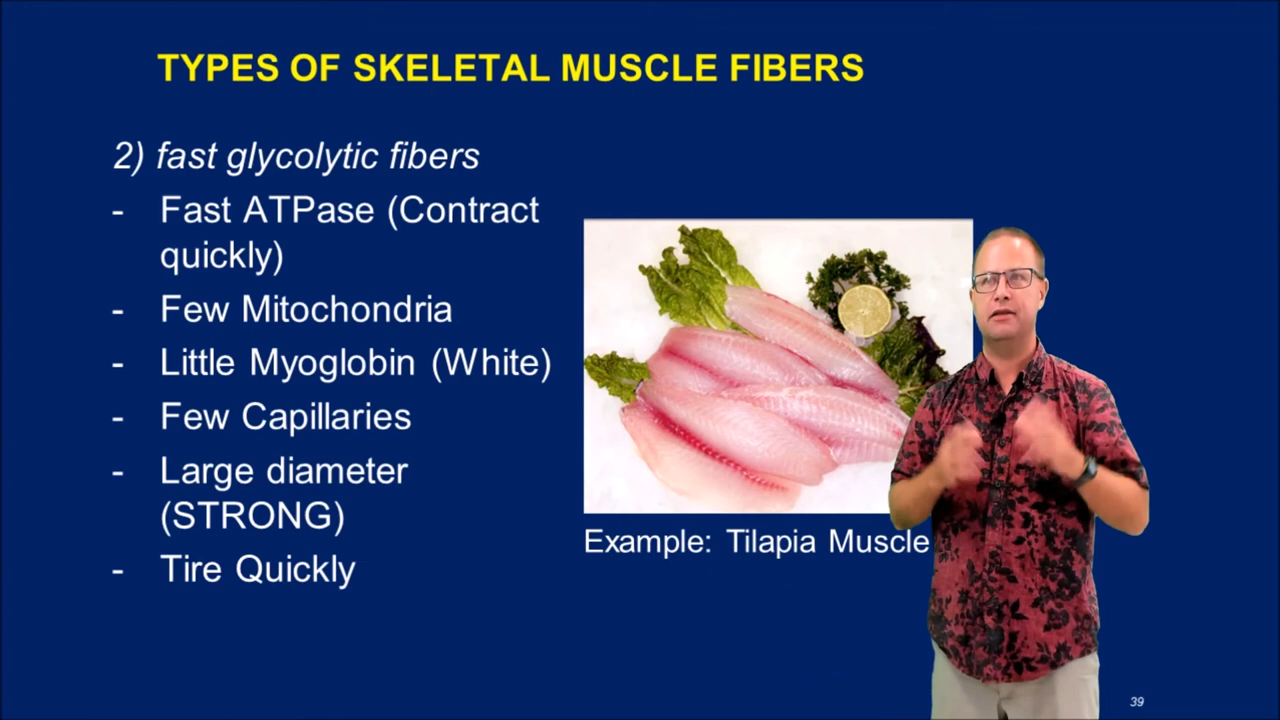 TYPES OF SKELETAL MUSCLE FIBERS
2) fast glycolytic fibers
- Fast ATPase (Contract
quickly)
- Few Mitochondria
- Little Myoglobin (White)
- Few Capillaries
- Large diameter
(STRONG)
- Tire Quickly
Example: Tilapia Muscle
39